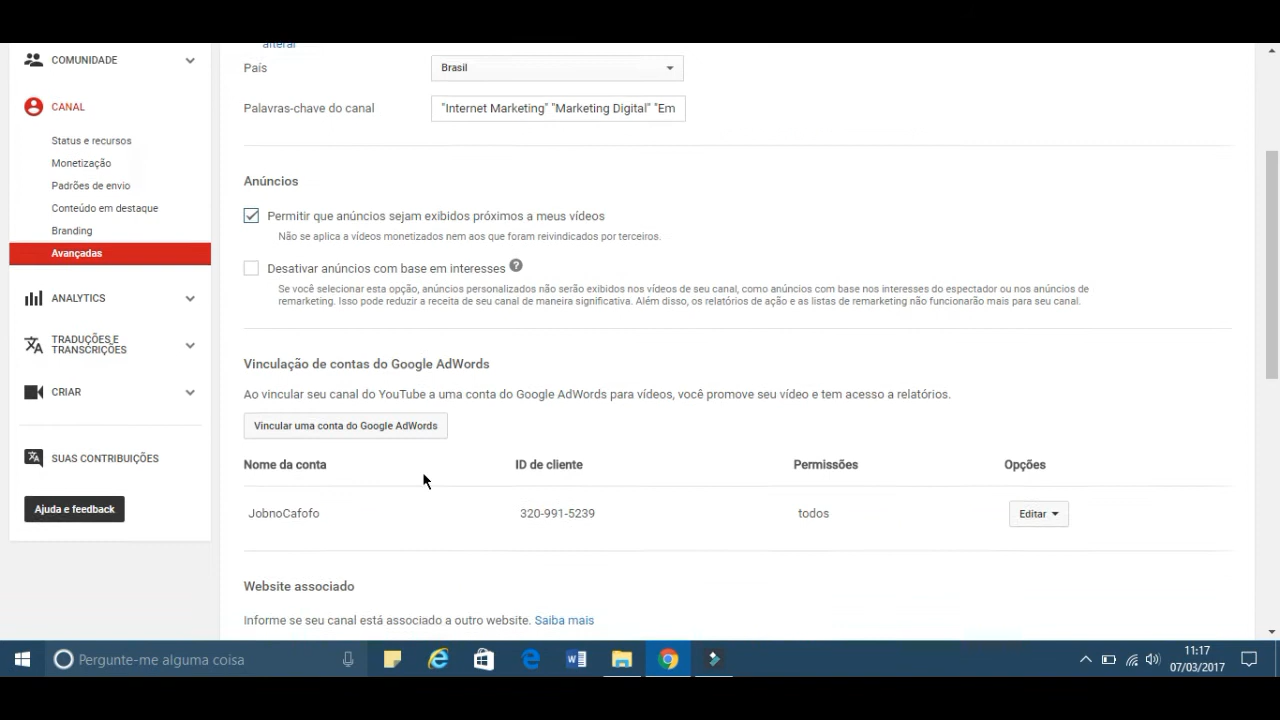 alterar
COMUNIDADE
País
Brasil
CANAL
Palavras-chave do canal
"Internet Marketing" "Marketing Digital" "Em
Status e recursos
Monetização
Padrões de envio
Conteúdo em destaque
Branding
Avançadas
ANALYTICS
TRADUÇÕES E
TRANSCRIÇÕES
CRIAR
SUAS CONTRIBUIÇÕES
Ajuda e feedback
Anúncios
Permitir que anúncios sejam exibidos próximos a meus vídeos
Não se aplica a vídeos monetizados nem aos que foram reivindicados por terceiros.
Desativar anúncios com base em interesses ?
Se você selecionar esta opção, anúncios personalizados não serão exibidos nos vídeos de seu canal, como anúncios com base nos interesses do espectador ou nos anúncios de
remarketing. Isso pode reduzir a receita de seu canal de maneira significativa. Além disso, os relatórios de ação e as listas de remarketing não funcionarão mais para seu canal.
Vinculação de contas do Google AdWords
Ao vincular seu canal do YouTube a uma conta do Google AdWords para vídeos, você promove seu vídeo e tem acesso a relatórios.
Vincular uma conta do Google AdWords
Nome da conta ID de cliente Permissões Opções
JobnoCafofo 320-991-5239 todos Editar
Website associado
Informe se seu canal está associado a outro website. Saiba mais
Pergunte-me alguma coisa
11:17
07/03/2017